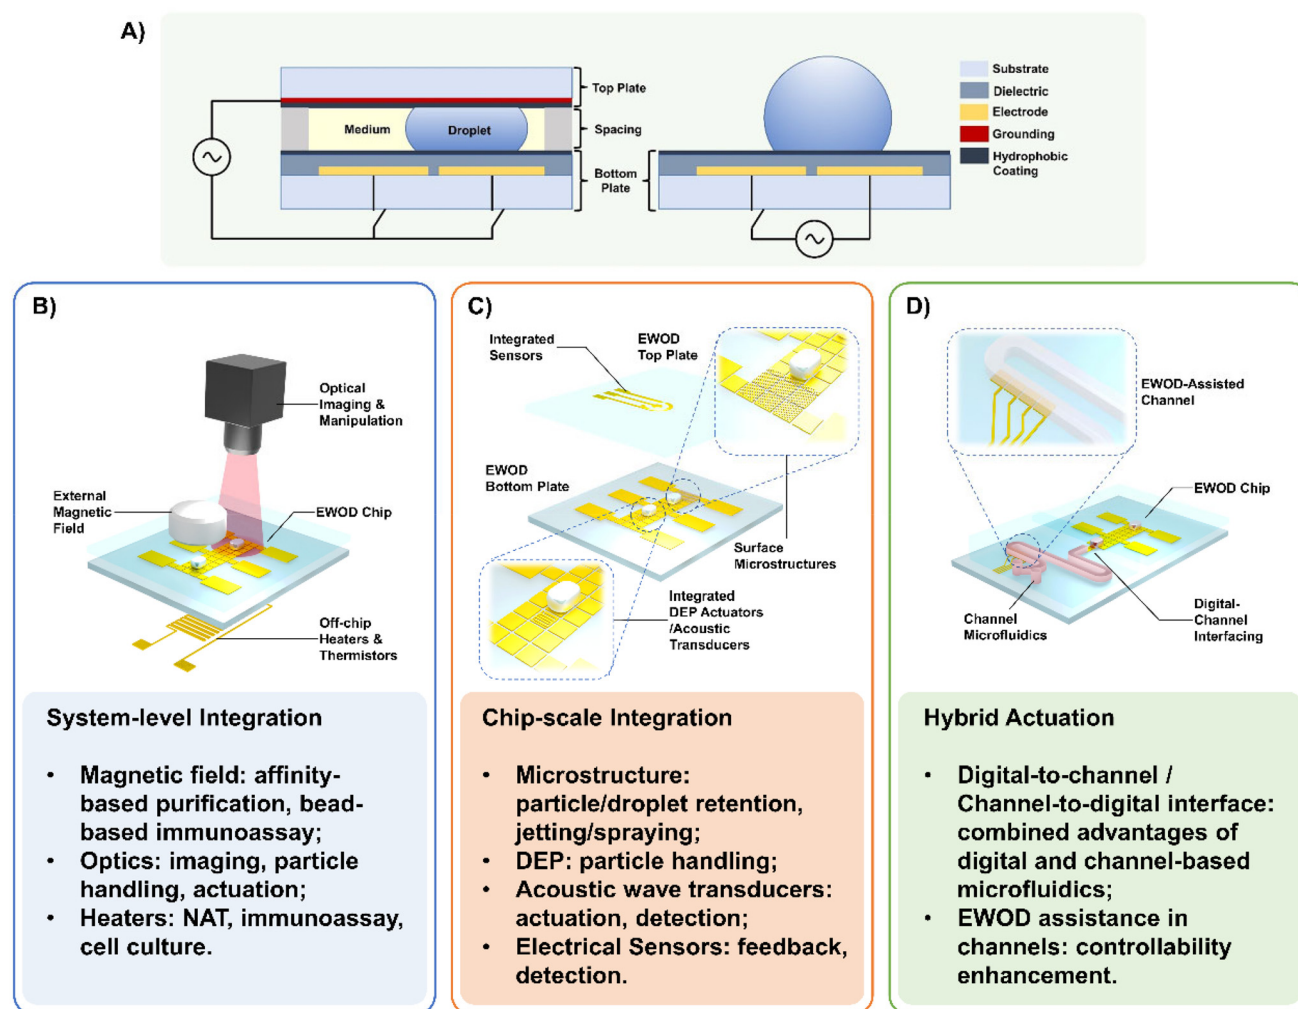 A)
Top Plate
Medium
Droplet
Spacing
Bottom
Plate
Substrate
Dielectric
Electrode
Grounding
Hydrophobic
Coating
B)
Optical
Imaging &
Manipulation
External
Magnetic
Field
EWOD Chip
Off-chip
Heaters &
Thermistors
System-level Integration
• Magnetic field: affinity-
based purification, bead-
based immunoassay;
• Optics: imaging, particle
handling, actuation;
• Heaters: NAT, immunoassay,
cell culture.
C)
Integrated
Sensors
EWOD
Top Plate
EWOD
Bottom Plate
Surface
Microstructures
Integrated
DEP Actuators
/Acoustic
Transducers
Chip-scale Integration
• Microstructure:
particle/droplet retention,
jetting/spraying;
• DEP: particle handling;
• Acoustic wave transducers:
actuation, detection;
• Electrical Sensors: feedback,
detection.
D)
EWOD-Assisted
Channel
EWOD Chip
Channel
Microfluidics
Digital-
Channel
Interfacing
Hybrid Actuation
• Digital-to-channel /
Channel-to-digital interface:
combined advantages of
digital and channel-based
microfluidics;
• EWOD assistance in
channels: controllability
enhancement.